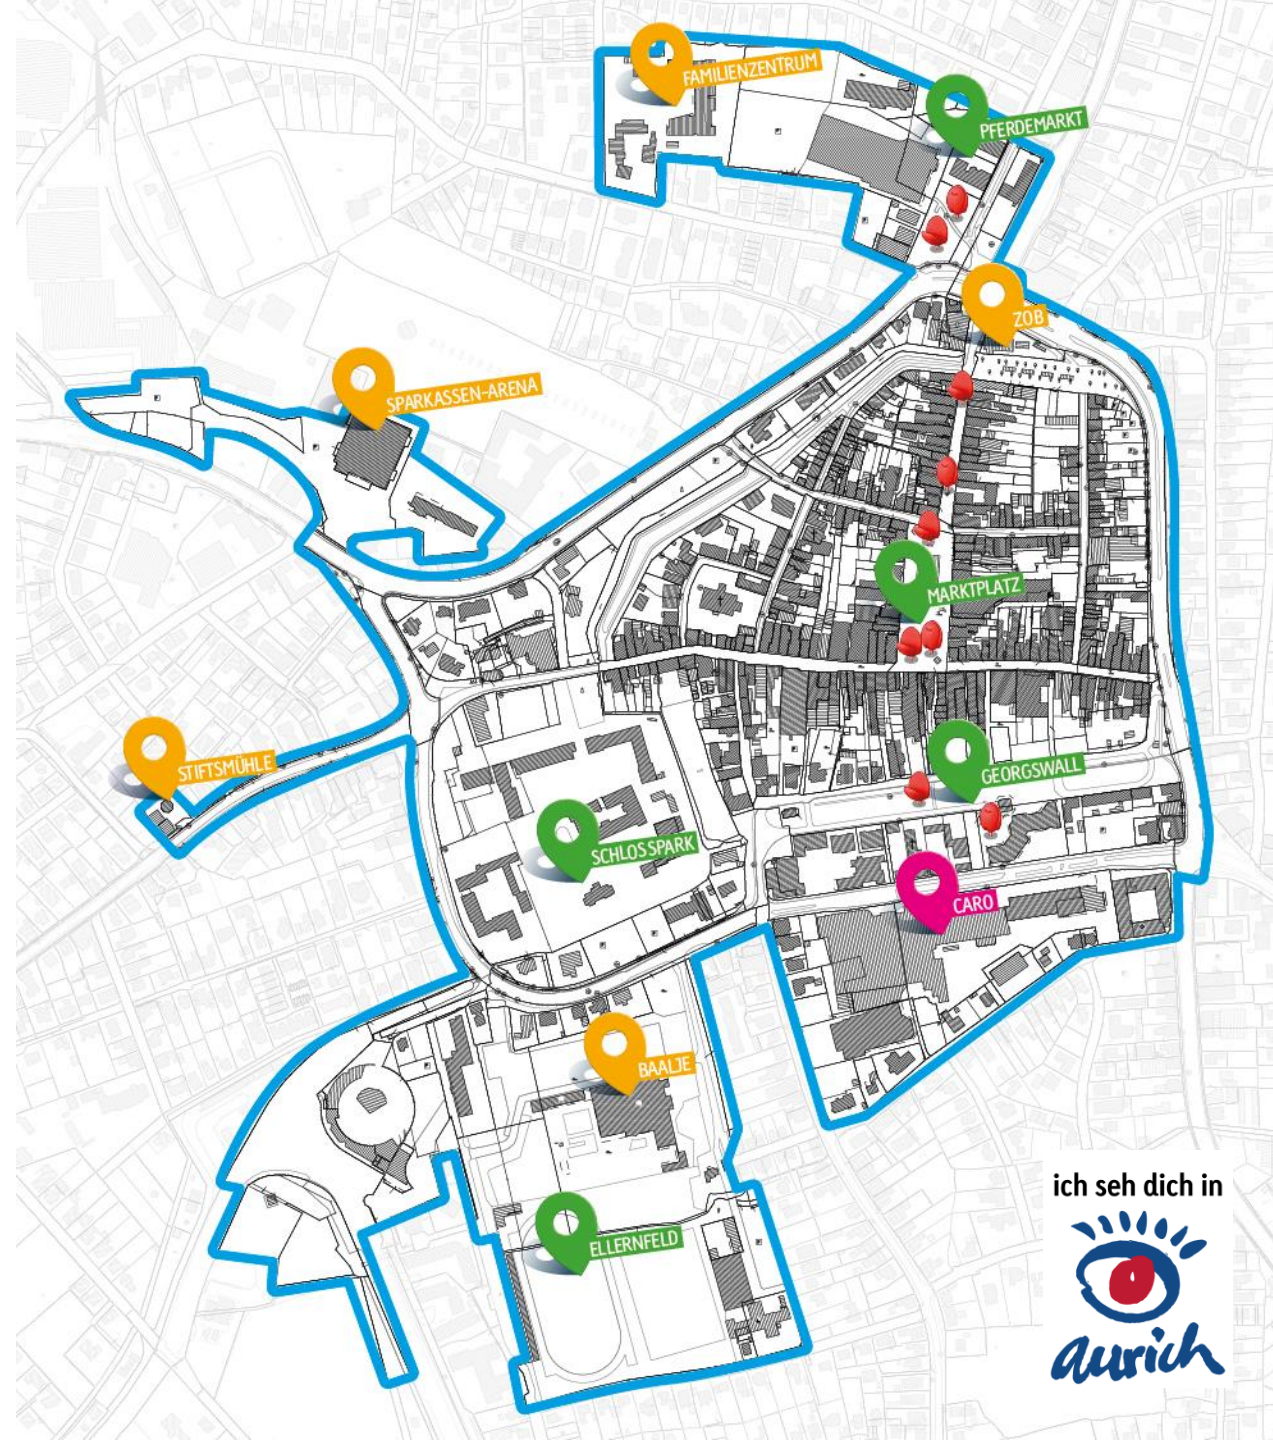 FAMILIENZENTRUM
PFERDEMARKT
ZOB
SPARKASSEN-ARENA
MARKTPLATZ
STIFTSMÜHLE
GEORGSWALL
SCHLOSSPARK
CARO
BAALJE
ELLERNFELD
ich seh dich in
aurich